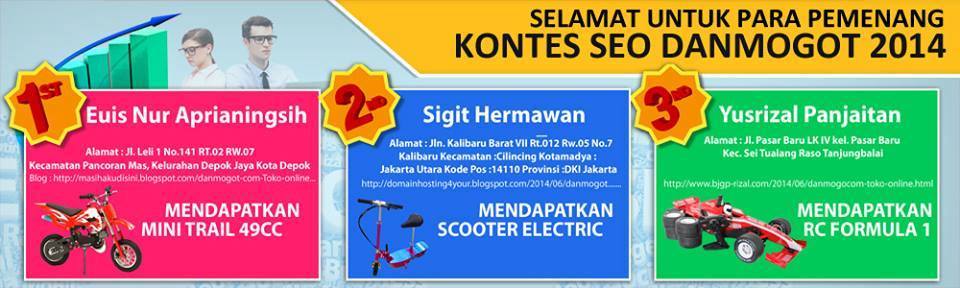 SELAMAT UNTUK PARA PEMENANG
KONTES SEO DANMOGOT 2014
1ST
Euis Nur Aprianingsih
Alamat : Jl. Leli 1 No.141 RT.02 RW.07
Kecamatan Pancoran Mas, Kelurahan Depok Jaya Kota Depok
Blog : http://masihakudisini.blogspot.com/danmogot-com-Toko-online...
MENDAPATKAN
MINI TRAIL 49CC
2ND
Sigit Hermawan
Alamat : Jln. Kalibaru Barat VII Rt.012 Rw.05 No.7
Kalibaru Kecamatan :Cilincing Kotamadya :
Jakarta Utara Kode Pos :14110 Provinsi :DKI Jakarta
http://domainhosting4your.blogspot.com/2014/06/danmogot......
MENDAPATKAN
SCOOTER ELECTRIC
3RD
Yusrizal Panjaitan
Alamat : Jl. Pasar Baru LK IV kel. Pasar Baru
Kec. Sei Tualang Raso Tanjungbalai
http://www.bjgp-rizal.com/2014/06/danmogocom-toko-online.html
MENDAPATKAN
RC FORMULA 1